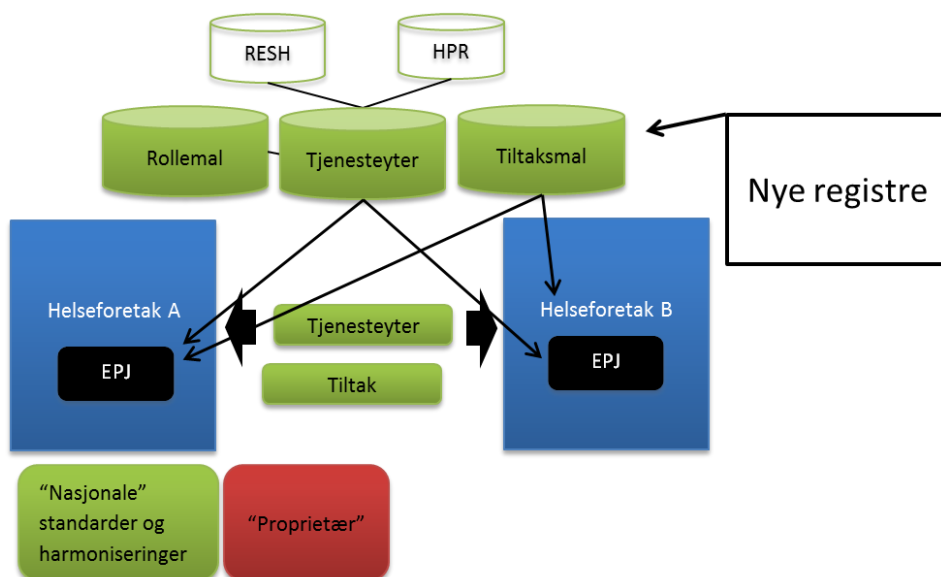 RESH
HPR
Rollemal
Tjenesteyter
Tiltaksmal
Nye registre
Helseforetak A
EPJ
Tjenesteyter
Tiltak
Helseforetak B
EPJ
“Nasjonale”
standarder og
harmoniseringer
“Proprietær”